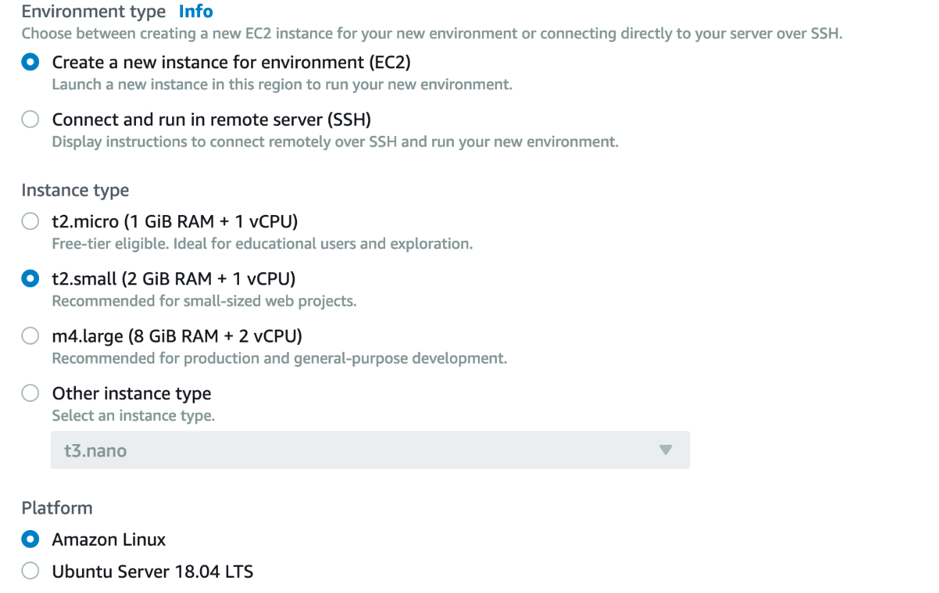 Environment type Info
Choose between creating a new EC2 instance for your new environment or connecting directly to your server over SSH.
Create a new instance for environment (EC2)
Launch a new instance in this region to run your new environment.
Connect and run in remote server (SSH)
Display instructions to connect remotely over SSH and run your new environment.
Instance type
t2.micro (1 GiB RAM + 1 vCPU)
Free-tier eligible. Ideal for educational users and exploration.
t2.small (2 GiB RAM + 1 vCPU)
Recommended for small-sized web projects.
m4.large (8 GiB RAM + 2 vCPU)
Recommended for production and general-purpose development.
Other instance type
Select an instance type.
t3.nano
Platform
Amazon Linux
Ubuntu Server 18.04 LTS